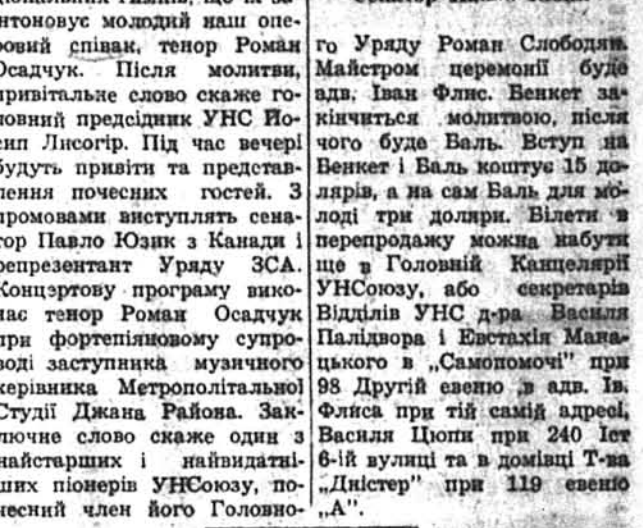 нтоновує молодий наш опе-
ровий співак, тенор Роман
Осадчук. Після молитви,
привітальне слово скаже го-
ловний предсідник УНС Йо-
сип Лисогір. Під час вечері
будуть привіти та представ-
лення почесних гостей. З
промовами виступлять сена-
тор Павло Юзик з Канади і
репрезентант Уряду ЗСА.
Концэртову програму вико-
нає тенор Роман Осадчук
при фортепіяновому супро-
воді заступника музичного
керівника Метрополітальної
Студії Джана Району. Зак-
лючне слово скаже один з
найстарших і найвидатні-
ших піонерів УНСоюзу, по-
чесний член його Головно-
го Уряду Роман Слободян.
Майстром церемонії буде
адв. Іван Флис. Бенкет за-
кінчиться молитвою, після
чого буде Баль. Вступ на
Бенкет і Баль коштує 15 до-
лярів, а на сам Баль для мо-
лоді три доляри. Білети в
перепродажу можна набути
ще в Головній Канцелярії
УНСоюзу, або секретарів
Відділів УНС д-ра Василя
Палідвора і Евстахія Мана-
цького в „Самопомочі" при
98 Другій евеню в адв. Ів.
Флиса при тій самій адресі,
Василя Цюпи при 240 Іст
6-ій вулиці та в домівці Т-ва
„Дністер" при 119 евеню
„А".